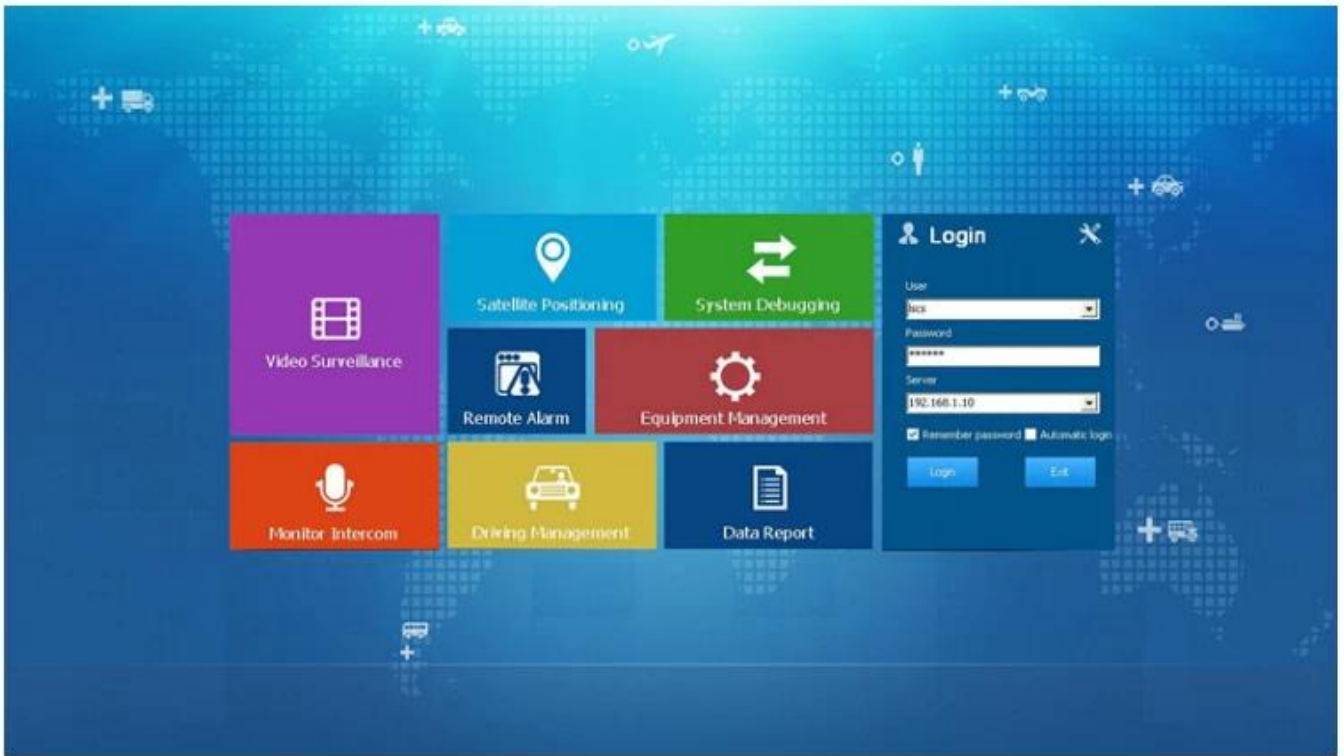 Login
User
Password
******
Server
192.168.1.10
Remember password
Automatic login
Login
Exit
Video Surveillance
Satellite Positioning
System Debugging
Remote Alarm
Equipment Management
Monitor Intercom
Driving Management
Data Report